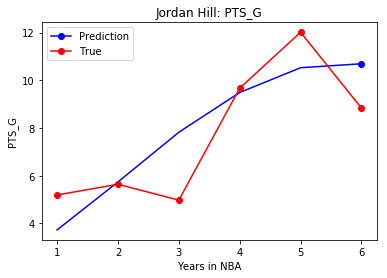 Jordan Hill: PTS_G
Prediction
True
12
10
8
6
4
PTS_G
1 2 3 4 5 6
Years in NBA